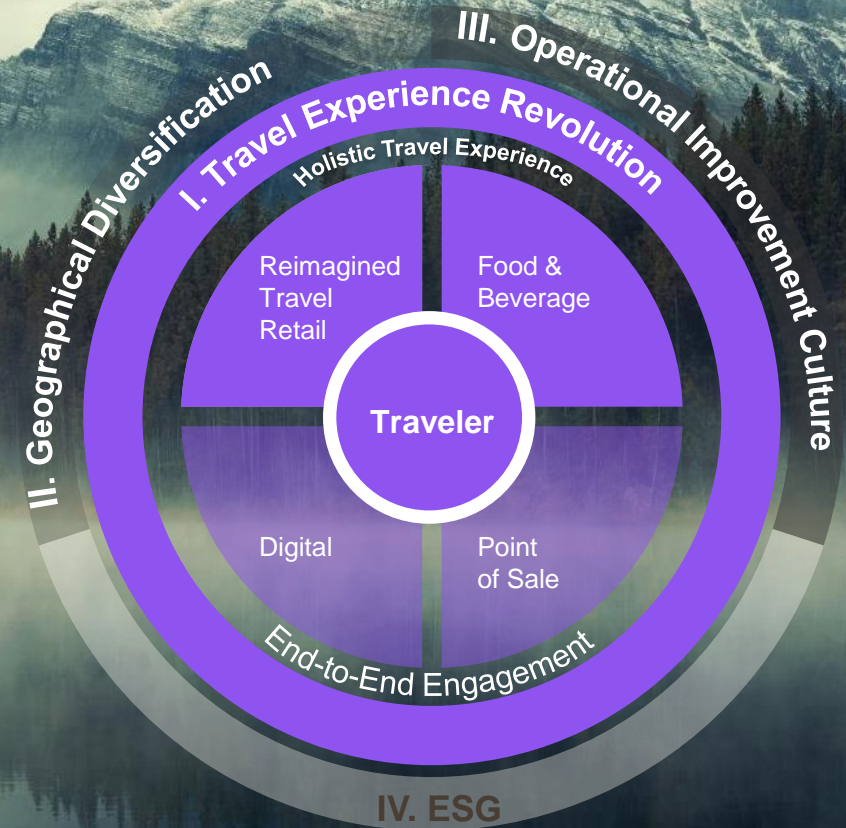 III. Operational Improvement Culture
II. Geographical Diversification
I. Travel Experience Revolution
Holistic Travel Experience
Reimagined
Travel
Retail
Food &
Beverage
Traveler
Digital
Point
of Sale
End-to-End Engagement
IV. ESG